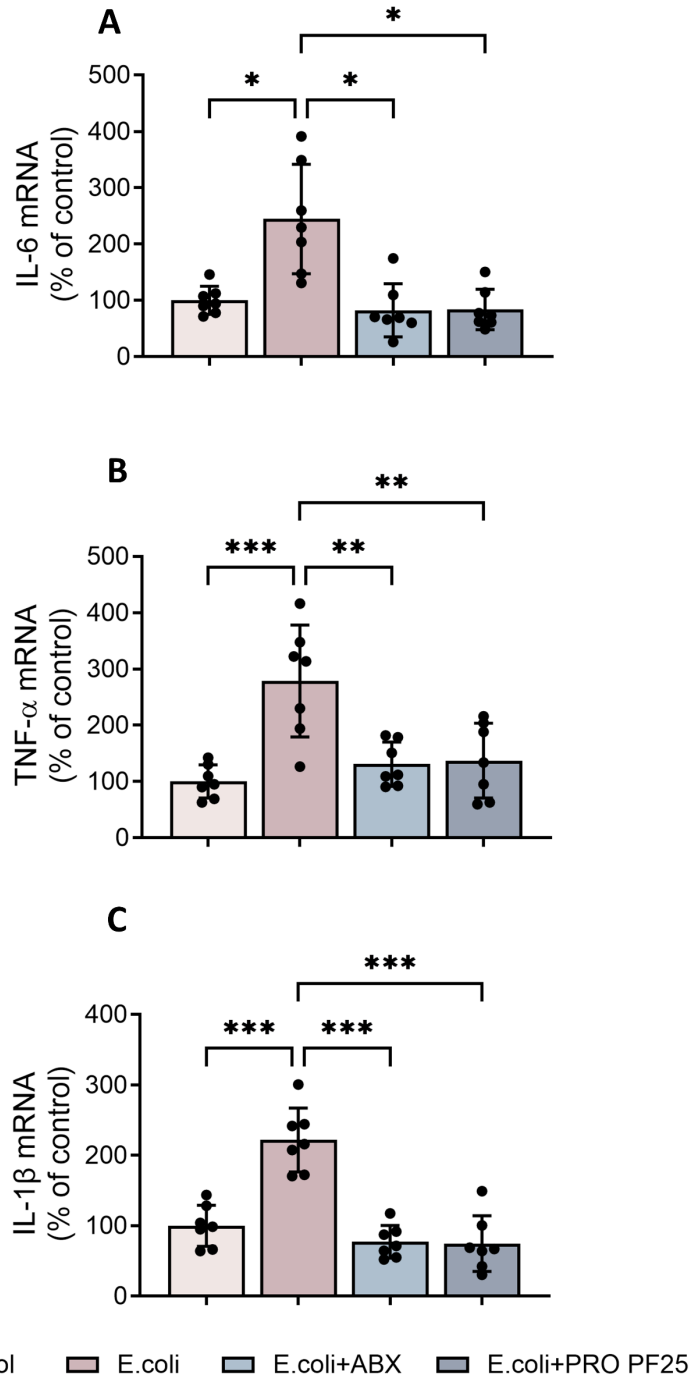 A
*
* *
500
400
300
200
100
0
IL-6 mRNA
(% of control)
B
**
*** **
500
400
300
200
100
0
TNF-α mRNA
(% of control)
C
***
*** ***
400
300
200
100
0
IL-1β mRNA
(% of control)
ol E.coli E.coli+ABX E.coli+PRO PF25